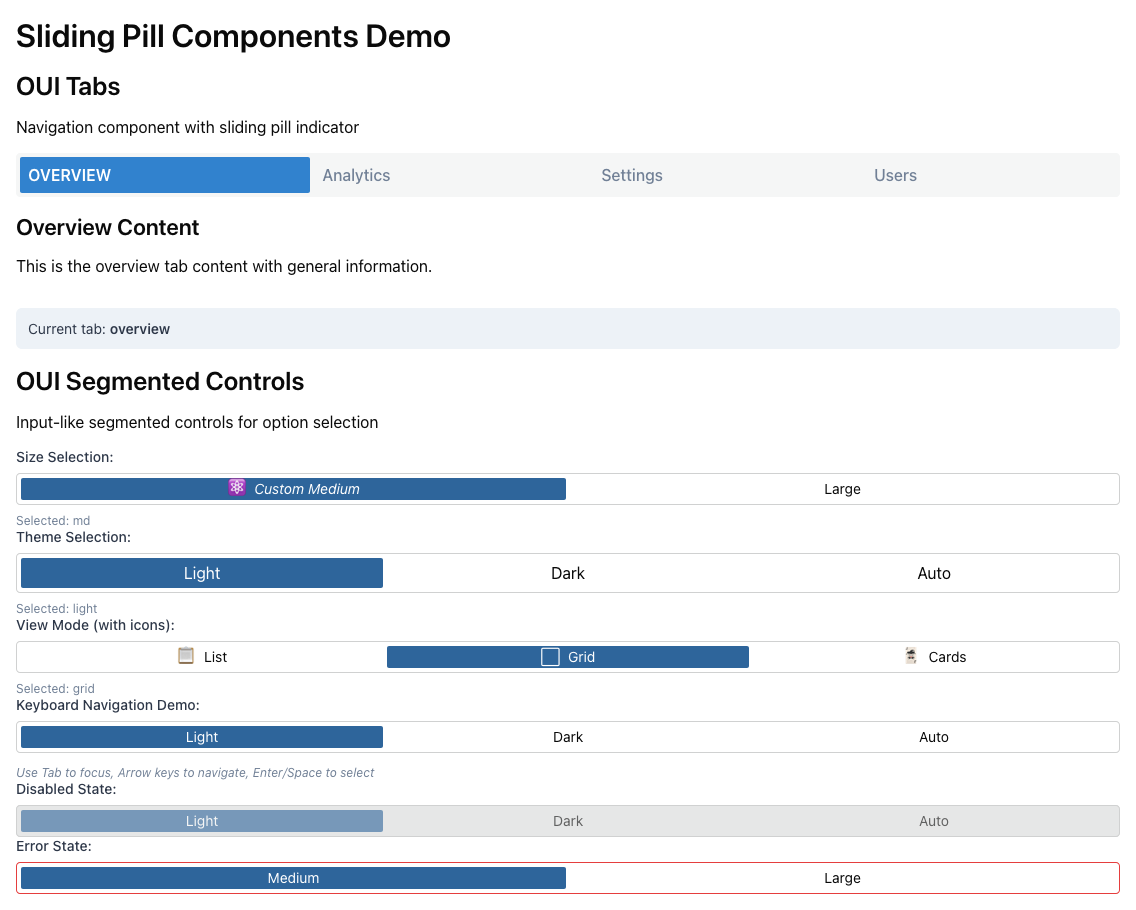 Sliding Pill Components Demo
OUI Tabs
Navigation component with sliding pill indicator
OVERVIEW Analytics Settings Users
Overview Content
This is the overview tab content with general information.
Current tab: overview
OUI Segmented Controls
Input-like segmented controls for option selection
Size Selection:
Custom Medium Large
Selected: md
Theme Selection:
Light Dark Auto
Selected: light
View Mode (with icons):
List Grid Cards
Selected: grid
Keyboard Navigation Demo:
Light Dark Auto
Use Tab to focus, Arrow keys to navigate, Enter/Space to select
Disabled State:
Light Dark Auto
Error State:
Medium Large